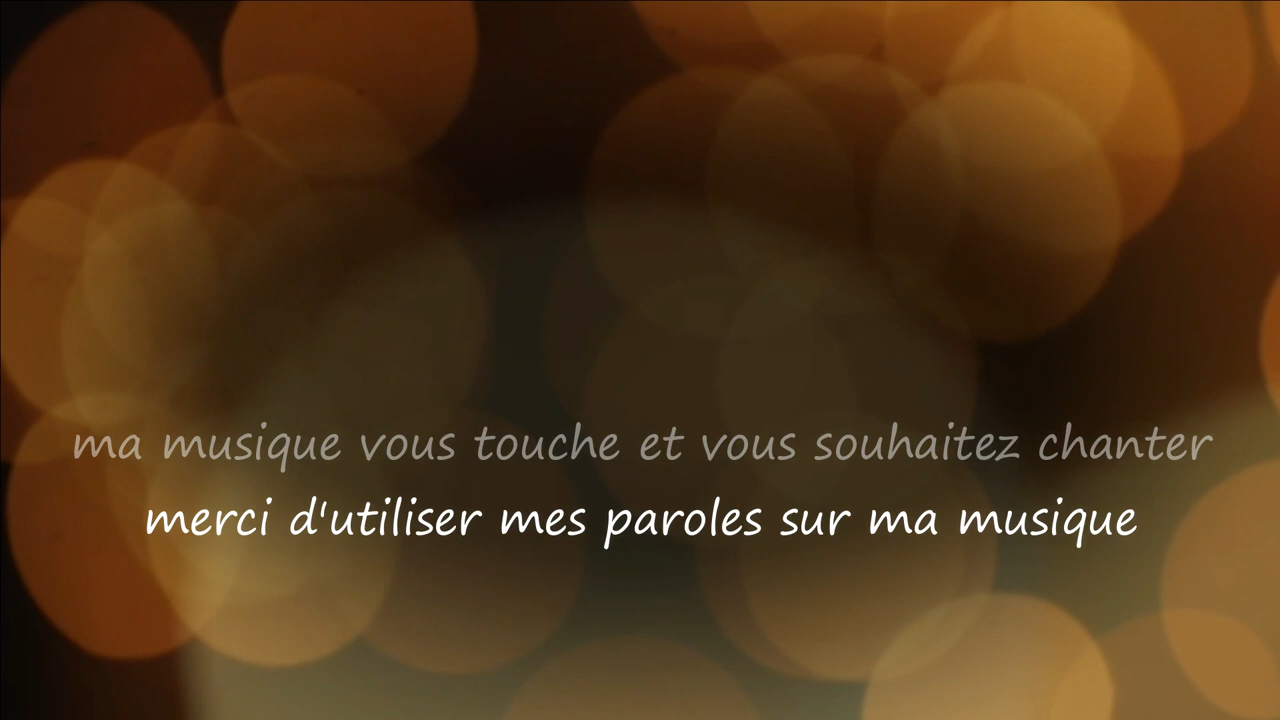 ma musique vous touche et vous souhaitez chanter
merci d'utiliser mes paroles sur ma musique